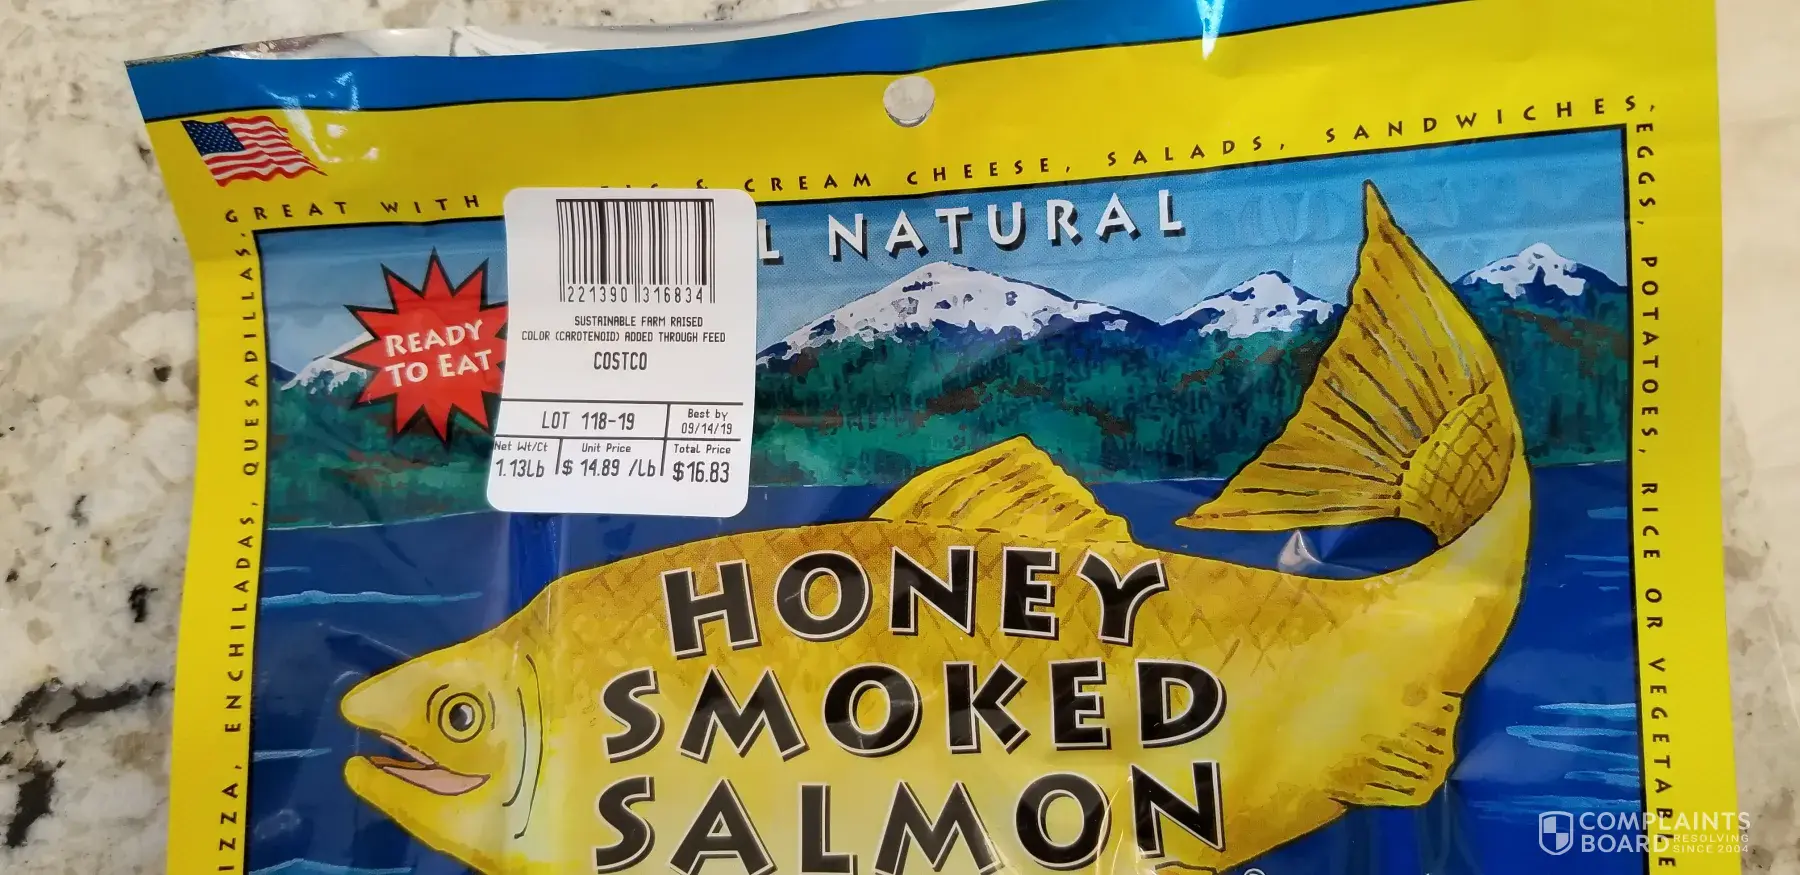 GREAT WITH & CREAM CHEESE, SALADS, SANDWICHES,
EGGS, POTATOES, RICE OR VEGETABLE
IZZA, ENCHILADAS, QUESADILLAS,
L NATURAL
READY
TO EAT
221390 316834
SUSTAINABLE FARM RAISED
COLOR (CAROTENOID) ADDED THROUGH FEED
COSTCO
LOT 118-19
Best by
09/14/19
Net Wt/Ct
1.13Lb
Unit Price
$ 14.89 /Lb
Total Price
$16.83
HONEY
SMOKED
SALMON
COMPLAINTS
BOARD RESOLVING
SINCE 2004